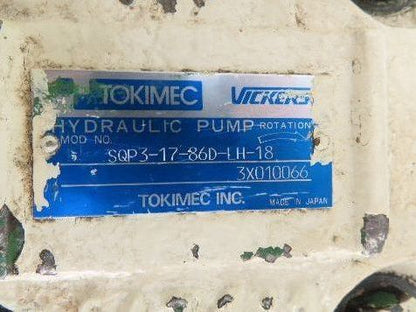 TOKIMEC VICKERS
HYDRAULIC PUMP ROTATION
MOD NO.
SQP3-17-86D-LH-18
3X010066
TOKIMEC INC. MADE IN JAPAN